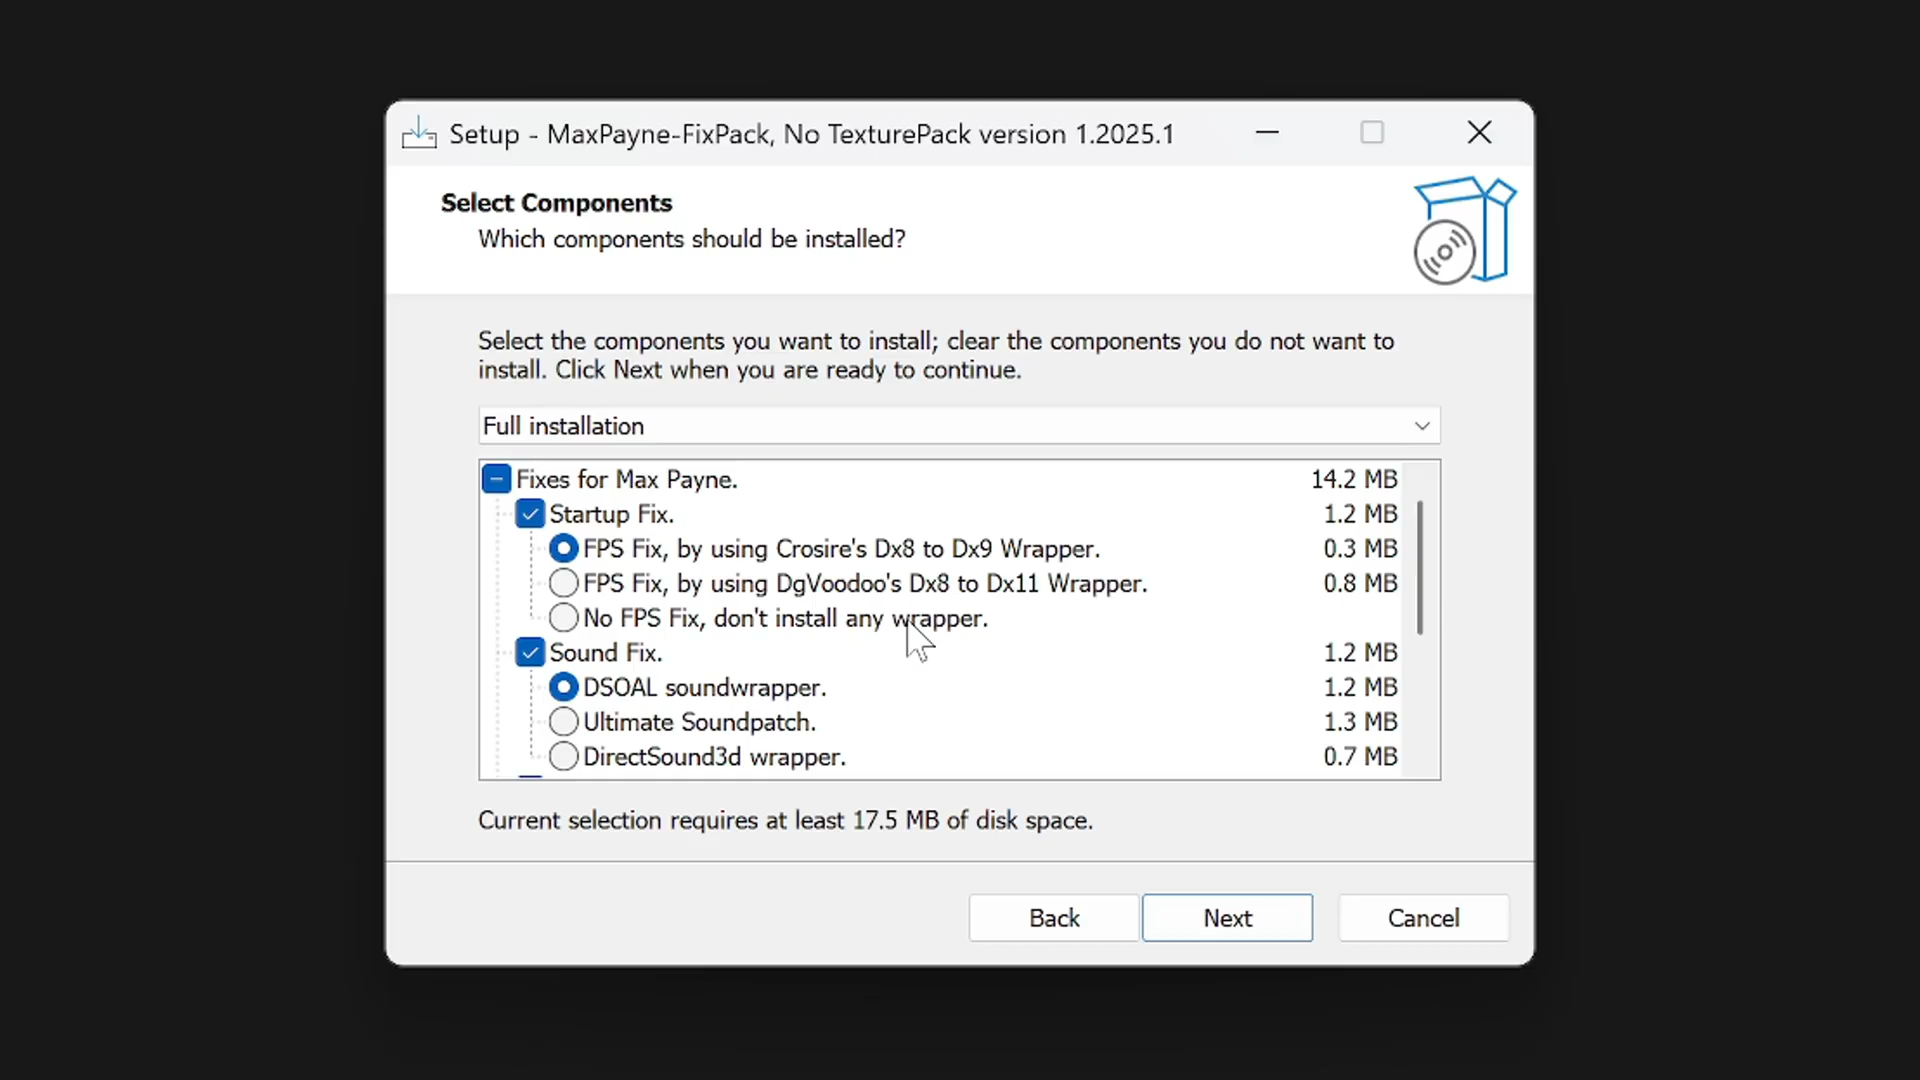 Setup - MaxPayne-FixPack, No TexturePack version 1.2025.1
Select Components
Which components should be installed?
Select the components you want to install; clear the components you do not want to
install. Click Next when you are ready to continue.
Full installation
Fixes for Max Payne. 14.2 MB
Startup Fix. 1.2 MB
FPS Fix, by using Crosire's Dx8 to Dx9 Wrapper. 0.3 MB
FPS Fix, by using DgVoodoo's Dx8 to Dx11 Wrapper. 0.8 MB
No FPS Fix, don't install any wrapper.
Sound Fix. 1.2 MB
DSOAL soundwrapper. 1.2 MB
Ultimate Soundpatch. 1.3 MB
DirectSound3d wrapper. 0.7 MB
Current selection requires at least 17.5 MB of disk space.
Back Next Cancel